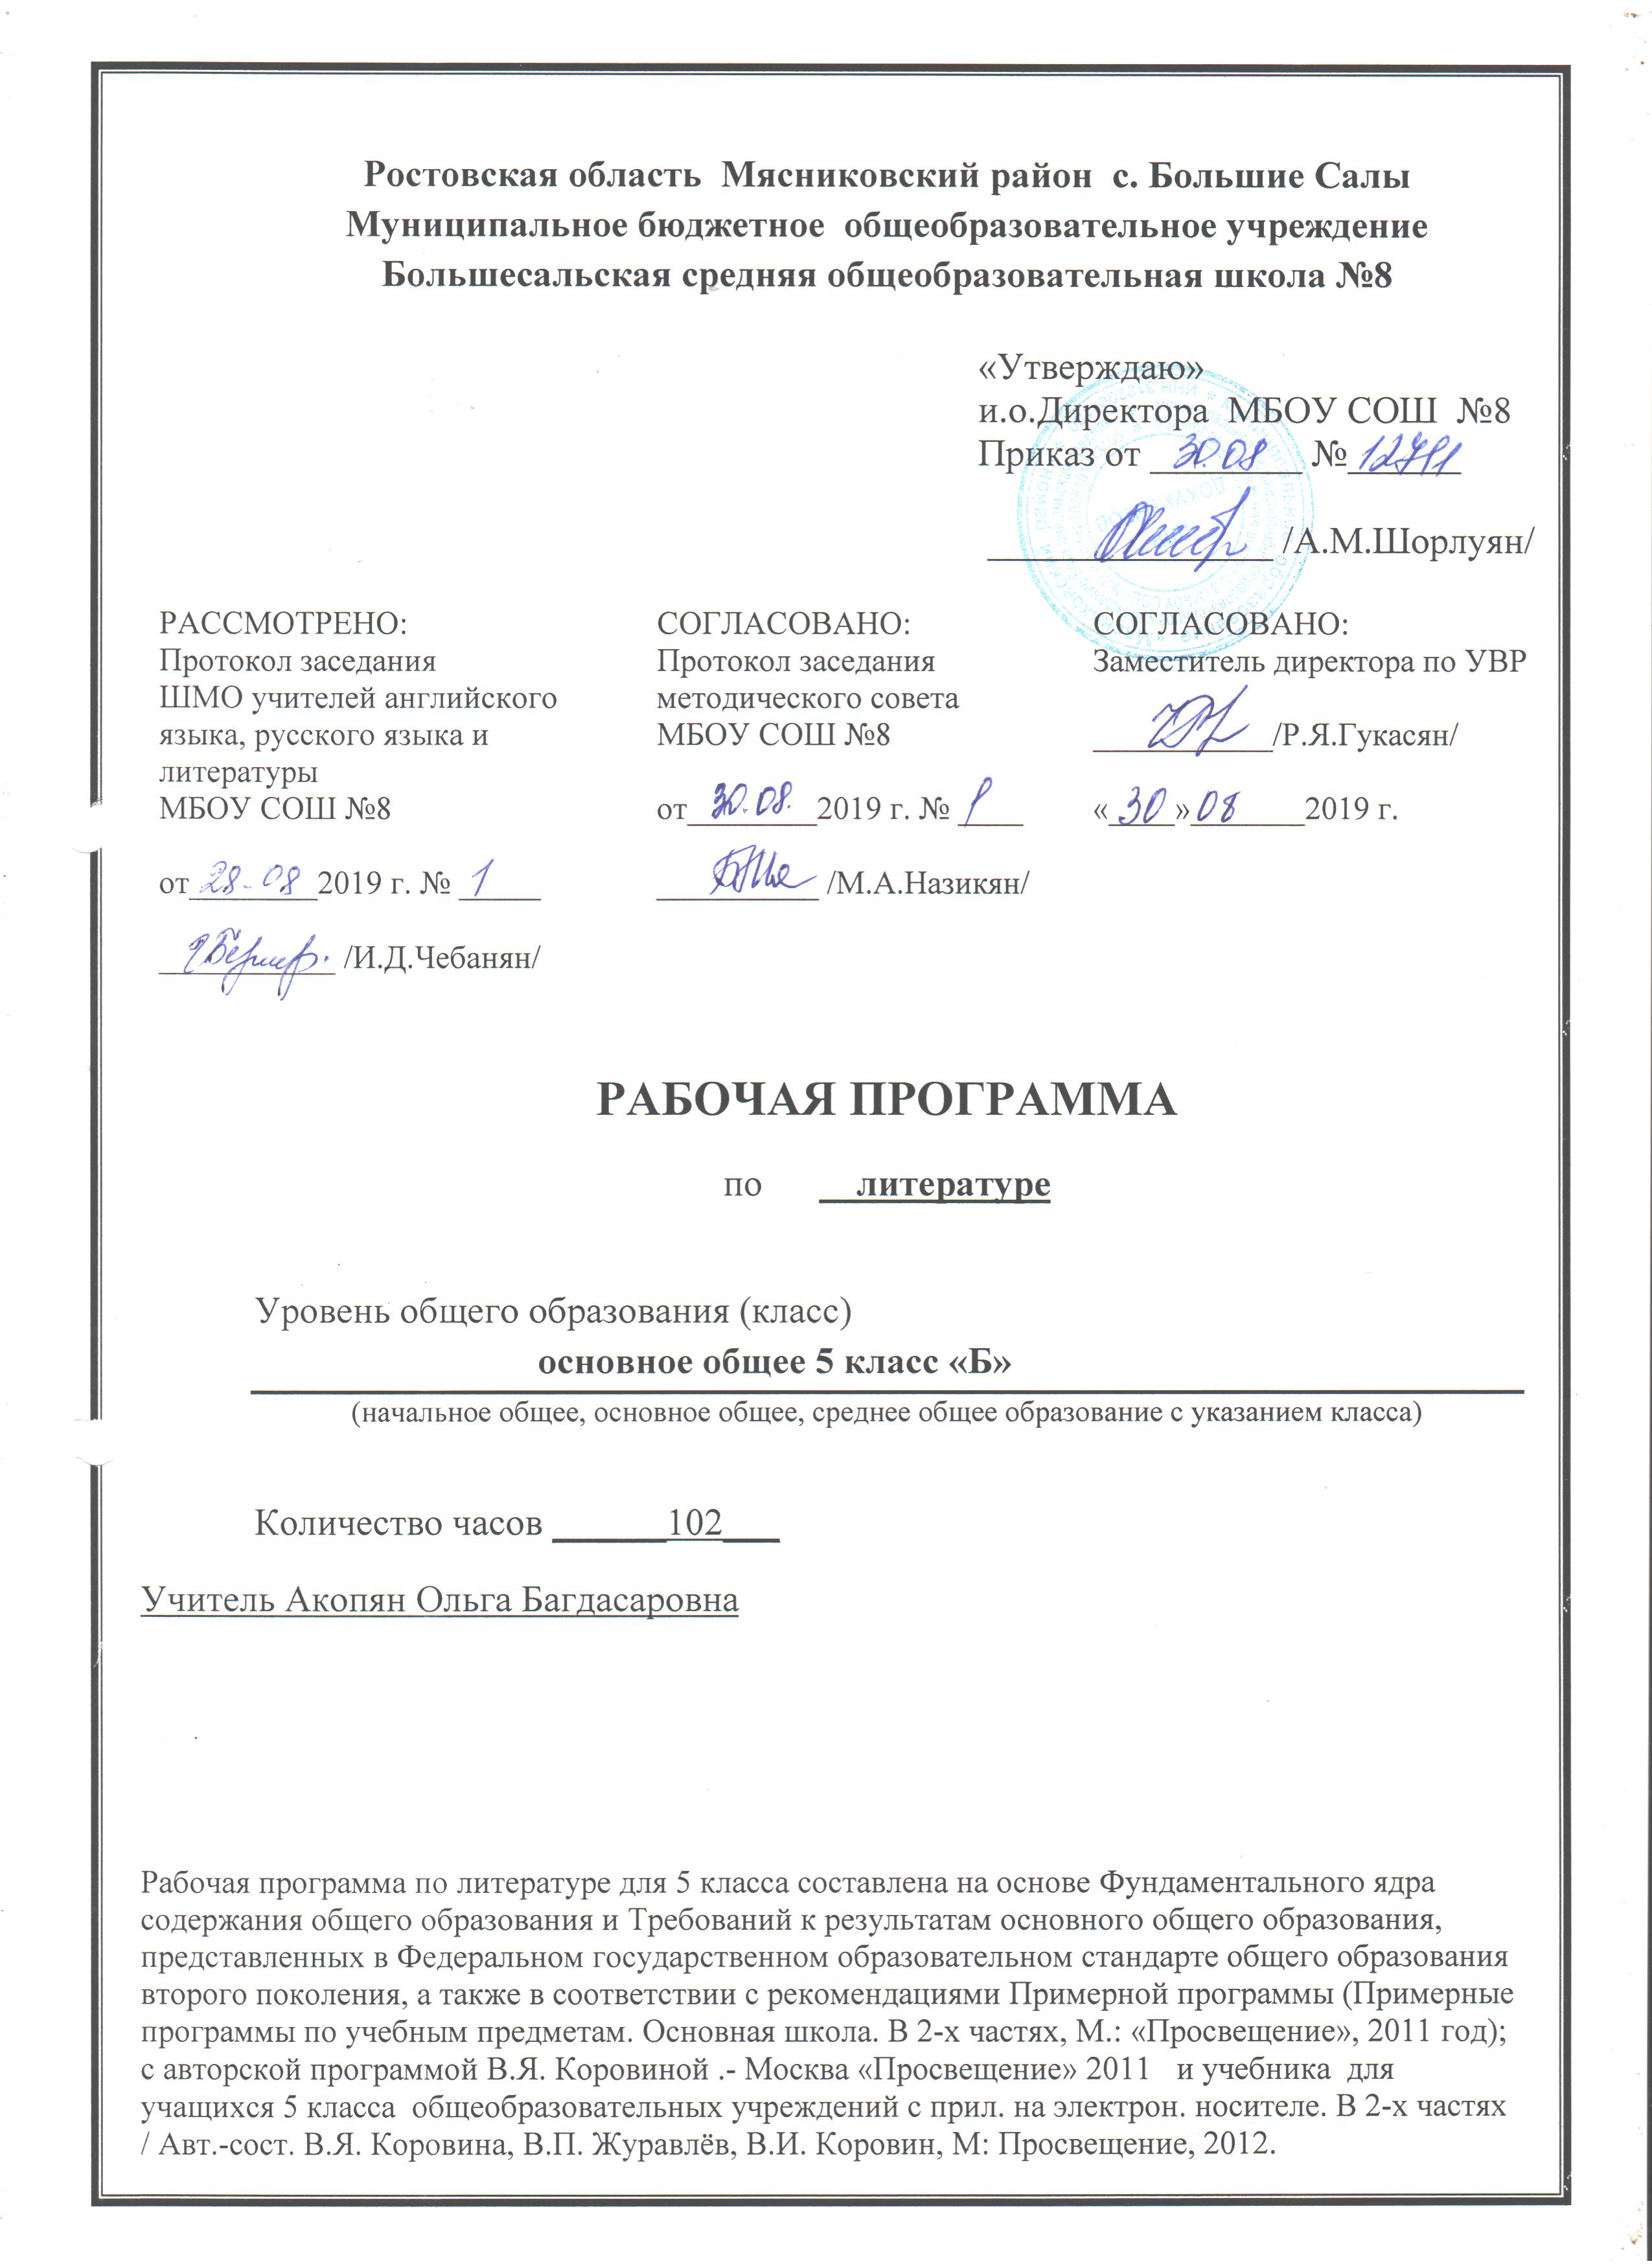 Ростовская область  Мясниковский район  с. Большие Салы
Муниципальное бюджетное  общеобразовательное учреждение
Большесальская средняя общеобразовательная школа №8
«Утверждаю»
и.о.Директора  МБОУ СОШ  №8
Приказ от 30.08 №
/А.М.Шорлуян/
РАССМОТРЕНО:
Протокол заседания
ШМО учителей английского
языка, русского языка и
литературы
МБОУ СОШ №8
от 28-08 2019 г. № 1
/И.Д.Чебанян/
СОГЛАСОВАНО:
Протокол заседания
методического совета
МБОУ СОШ №8
от 30.08. 2019 г. № 1
/М.А.Назикян/
СОГЛАСОВАНО:
Заместитель директора по УВР
/Р.Я.Гукасян/
«30» 08 2019 г.
РАБОЧАЯ ПРОГРАММА
по литературе
Уровень общего образования (класс)
основное общее 5 класс «Б»
(начальное общее, основное общее, среднее общее образование с указанием класса)
Количество часов 102
Учитель Акопян Ольга Багдасаровна
Рабочая программа по литературе для 5 класса составлена на основе Фундаментального ядра
содержания общего образования и Требований к результатам основного общего образования,
представленных в Федеральном государственном образовательном стандарте общего образования
второго поколения, а также в соответствии с рекомендациями Примерной программы (Примерные
программы по учебным предметам. Основная школа. В 2-х частях, М.: «Просвещение», 2011 год);
с авторской программой В.Я. Коровиной .- Москва «Просвещение» 2011   и учебника  для
учащихся 5 класса  общеобразовательных учреждений с прил. на электрон. носителе. В 2-х частях
/ Авт.-сост. В.Я. Коровина, В.П. Журавлёв, В.И. Коровин, М: Просвещение, 2012.